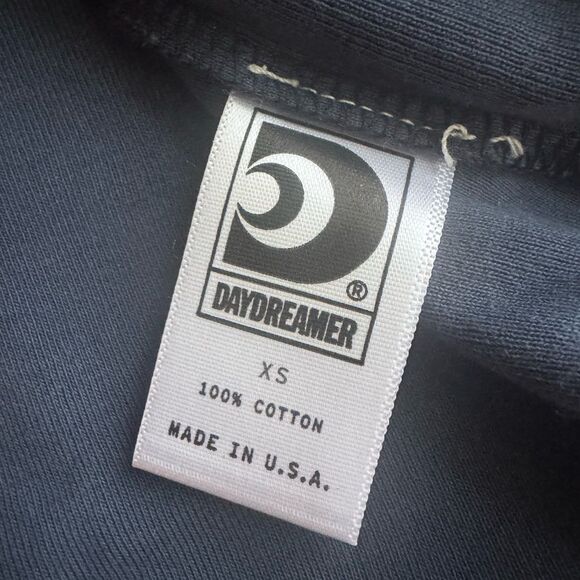 ®
DAYDREAMER
XS
100% COTTON
MADE IN U.S.A.